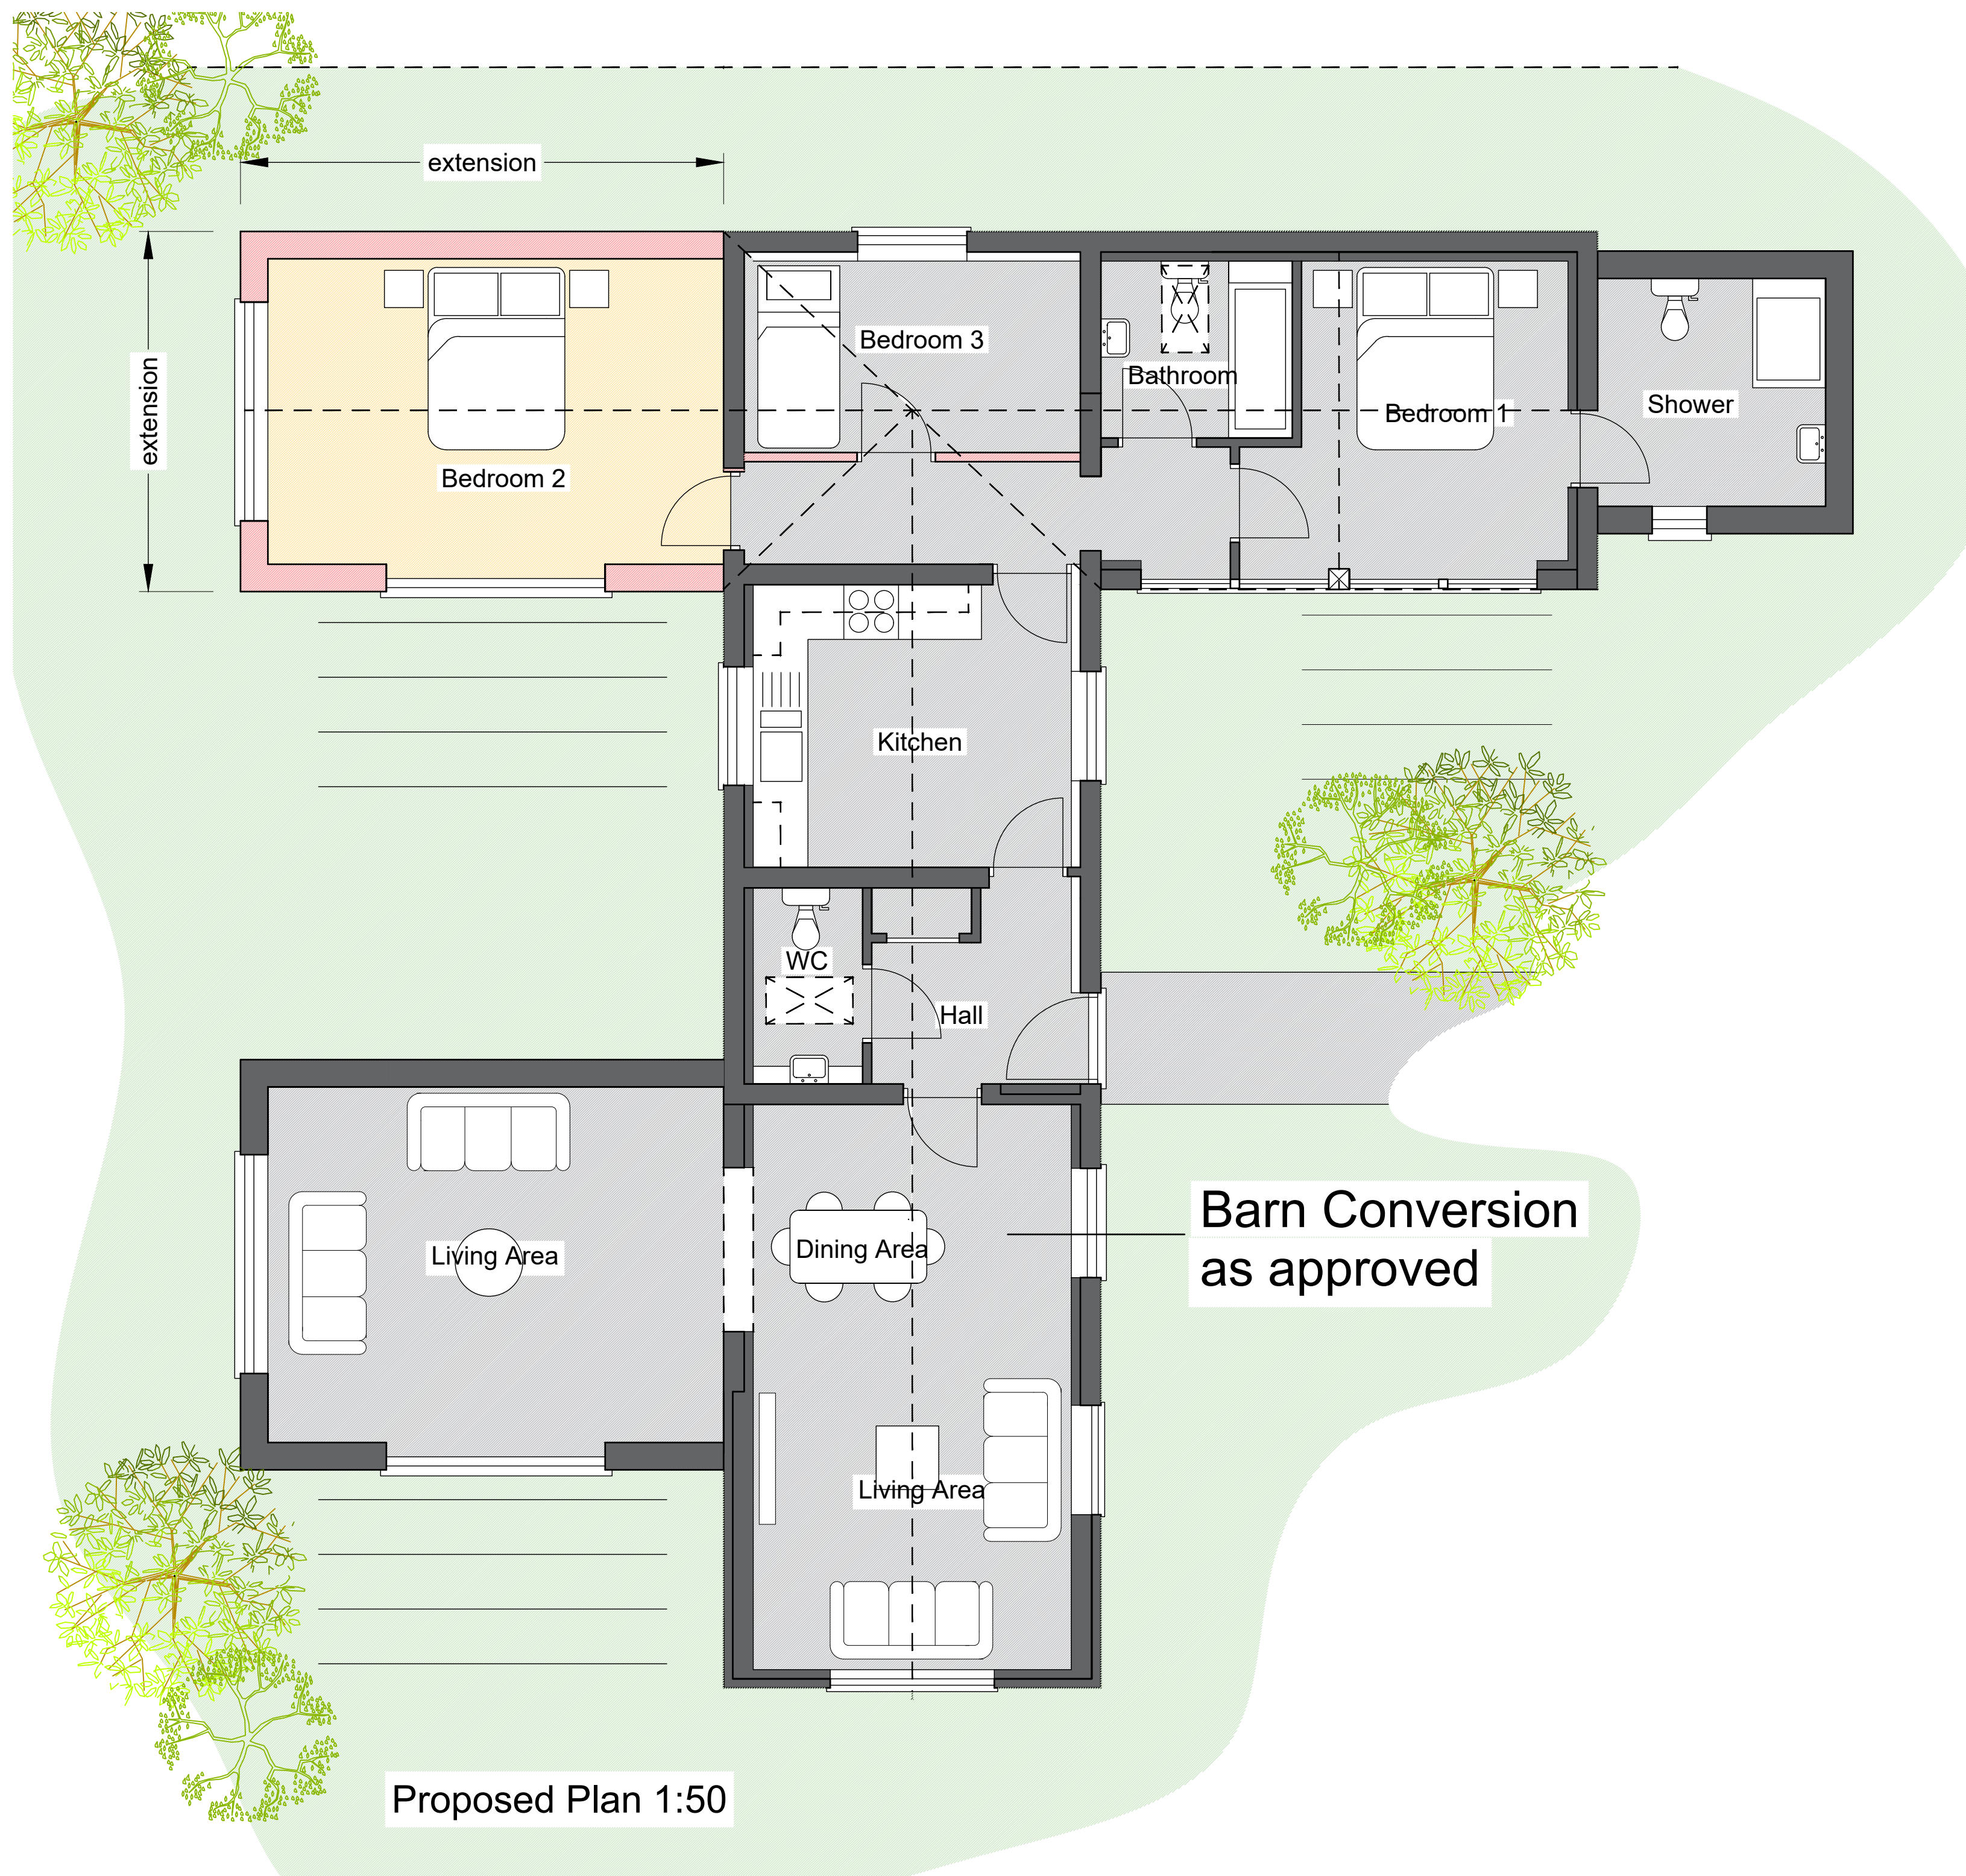 extension
extension
Bedroom 3
Bathroom
Bedroom 1
Shower
Bedroom 2
Kitchen
WC
Hall
Living Area
Dining Area
Barn Conversion
as approved
Living Area
Proposed Plan 1:50